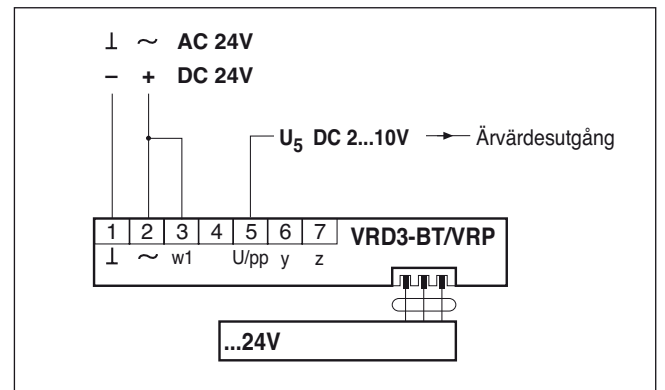 ⊥ ~ AC 24V
– + DC 24V
U5 DC 2...10V Ärvärdesutgång
1 2 3 4 5 6 7 VRD3-BT/VRP
⊥ ~ w1 U/pp y z
...24V